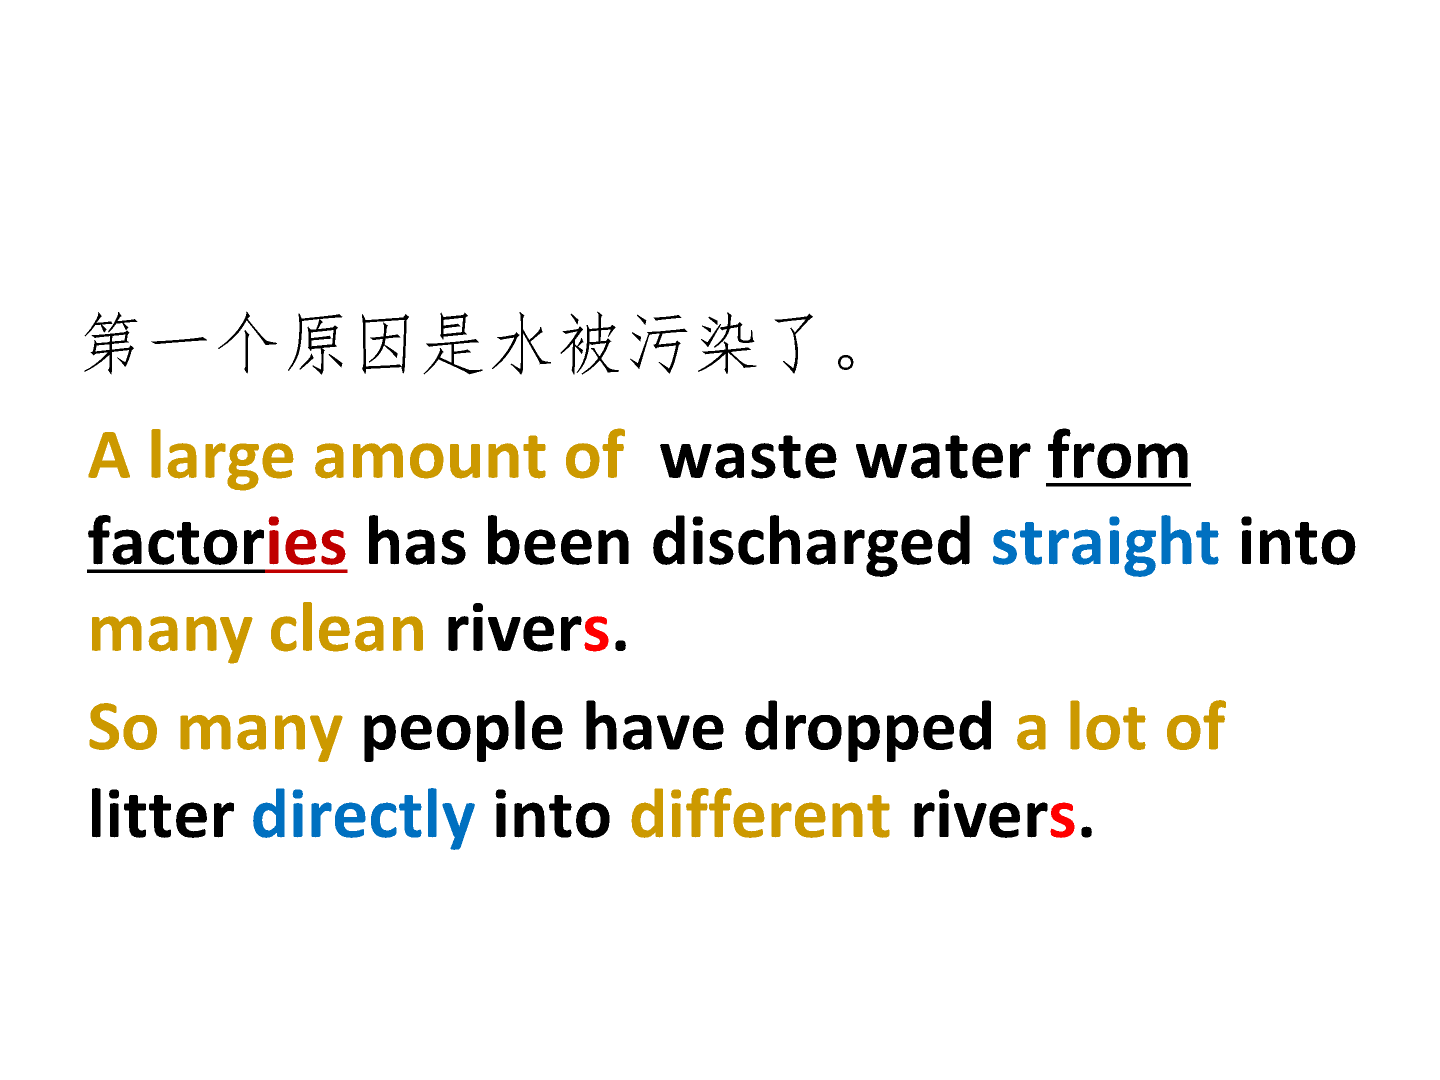 第一个原因是水被污染了。
A large amount of  waste water from
factories has been discharged straight into
many clean rivers.
So many people have dropped a lot of
litter directly into different rivers.